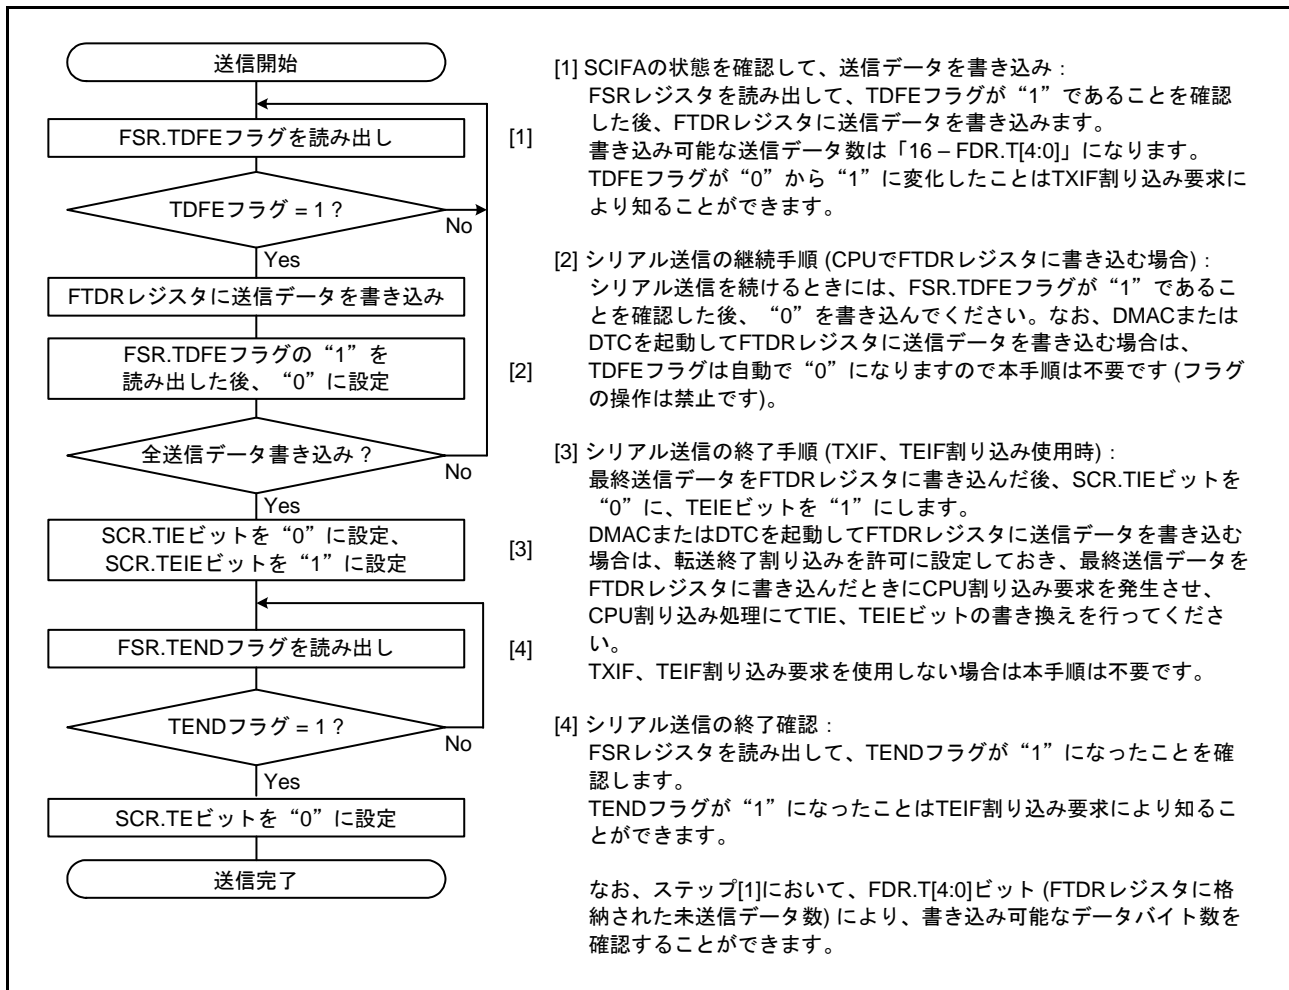 送信開始
FSR.TDFEフラグを読み出し
[1]
TDFEフラグ = 1 ?
No
Yes
FTDRレジスタに送信データを書き込み
FSR.TDFEフラグの“1”を
読み出した後、“0”に設定
[2]
全送信データ書き込み ?
No
Yes
SCR.TIEビットを“0”に設定、
SCR.TEIEビットを“1”に設定
[3]
FSR.TENDフラグを読み出し
[4]
TENDフラグ = 1 ?
No
Yes
SCR.TEビットを“0”に設定
送信完了
[1] SCIFAの状態を確認して、送信データを書き込み :
FSRレジスタを読み出して、TDFEフラグが“1”であることを確認
した後、FTDRレジスタに送信データを書き込みます。
書き込み可能な送信データ数は「16 – FDR.T[4:0]」になります。
TDFEフラグが“0”から“1”に変化したことはTXIF割り込み要求に
より知ることができます。
[2] シリアル送信の継続手順 (CPUでFTDRレジスタに書き込む場合) :
シリアル送信を続けるときには、FSR.TDFEフラグが“1”であるこ
とを確認した後、“0”を書き込んでください。なお、DMACまたは
DTCを起動してFTDRレジスタに送信データを書き込む場合は、
TDFEフラグは自動で“0”になりますので本手順は不要です (フラグ
の操作は禁止です)。
[3] シリアル送信の終了手順 (TXIF、TEIF割り込み使用時) :
最終送信データをFTDRレジスタに書き込んだ後、SCR.TIEビットを
“0”に、TEIEビットを“1”にします。
DMACまたはDTCを起動してFTDRレジスタに送信データを書き込む
場合は、転送終了割り込みを許可に設定しておき、最終送信データを
FTDRレジスタに書き込んだときにCPU割り込み要求を発生させ、
CPU割り込み処理にてTIE、TEIEビットの書き換えを行ってくださ
い。
TXIF、TEIF割り込み要求を使用しない場合は本手順は不要です。
[4] シリアル送信の終了確認 :
FSRレジスタを読み出して、TENDフラグが“1”になったことを確
認します。
TENDフラグが“1”になったことはTEIF割り込み要求により知るこ
とができます。
なお、ステップ[1]において、FDR.T[4:0]ビット (FTDRレジスタに格
納された未送信データ数) により、書き込み可能なデータバイト数を
確認することができます。